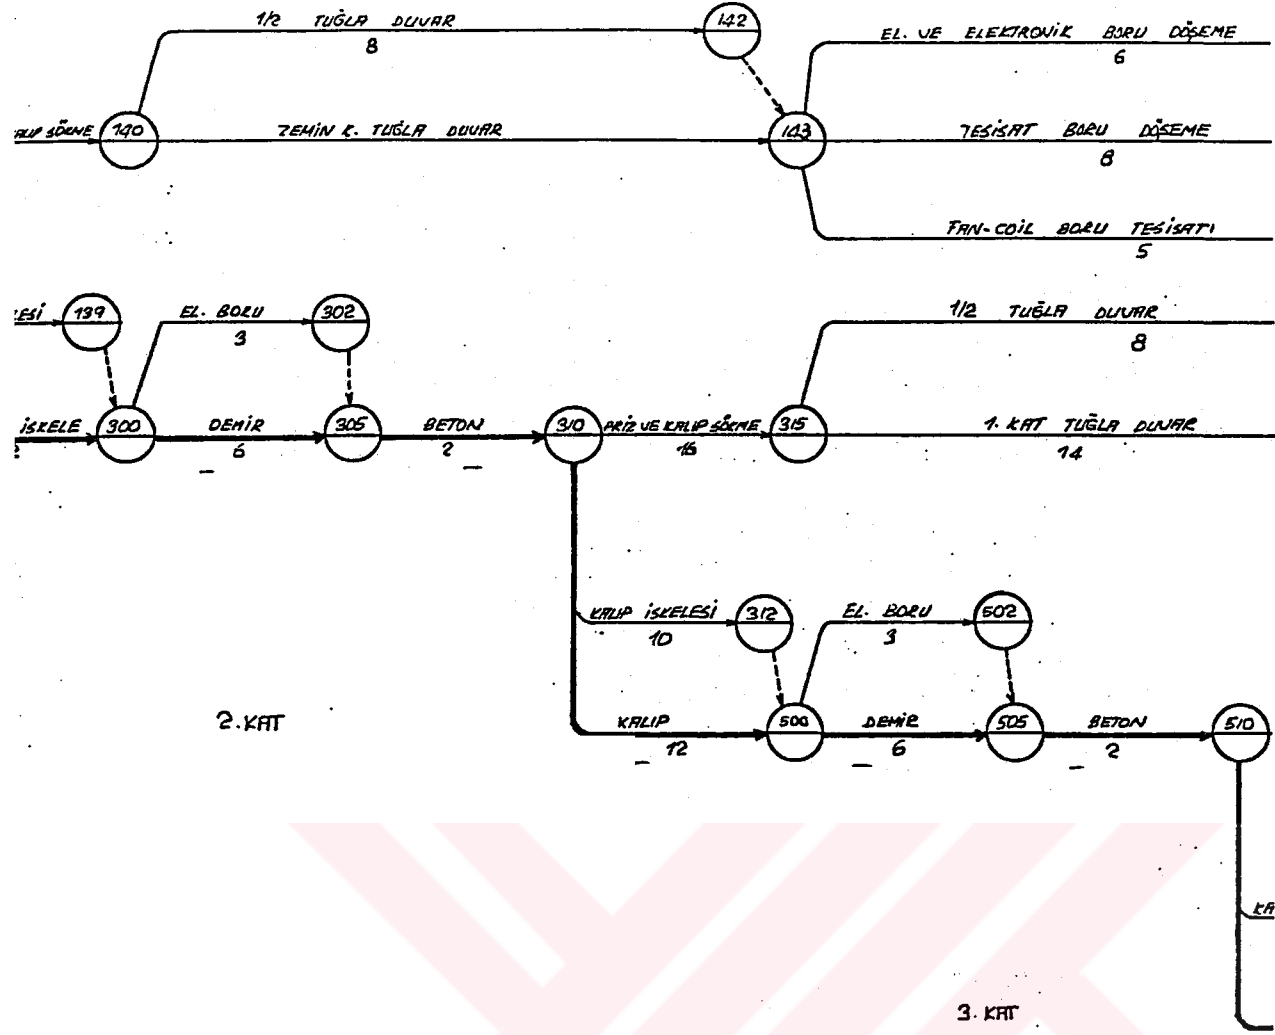 1/2 TUĞLA DUVAR
8
142
EL. VE ELEKTRONİK BORU DÖŞEME
6
KALIP SÖKME
140
ZEMİN K. TUĞLA DUVAR
143
TESİSAT BORU DÖŞEME
8
FAN-COİL BORU TESİSATI
5
139
EL. BORU
3
302
1/2 TUĞLA DUVAR
8
İSKELE
300
DEMİR
6
305
BETON
2
310
PRİZ VE KALIP SÖKME
16
315
1. KAT TUĞLA DUVAR
14
KALIP İSKELESİ
10
312
EL. BORU
3
502
2. KAT
KALIP
12
500
DEMİR
6
505
BETON
2
510
KA
3. KAT